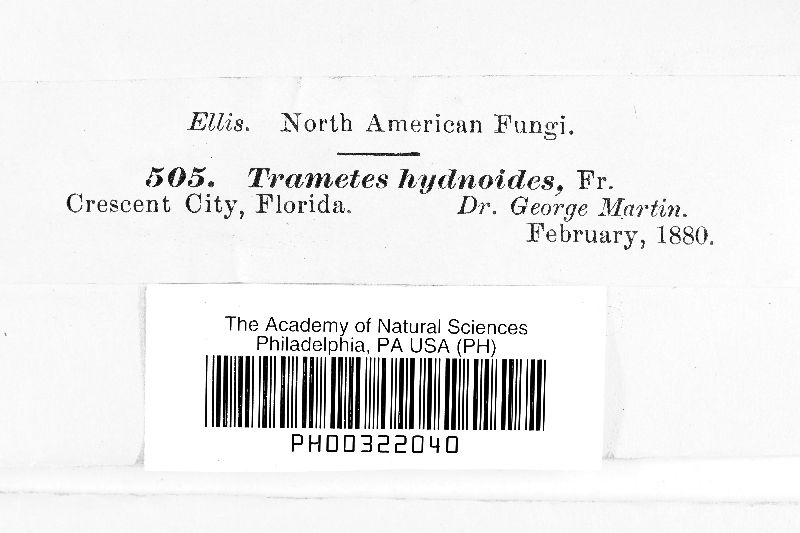 Ellis. North American Fungi.
505. Trametes hydnoides, Fr.
Crescent City, Florida. Dr. George Martin.
February, 1880.
The Academy of Natural Sciences
Philadelphia, PA USA (PH)
PH00322040